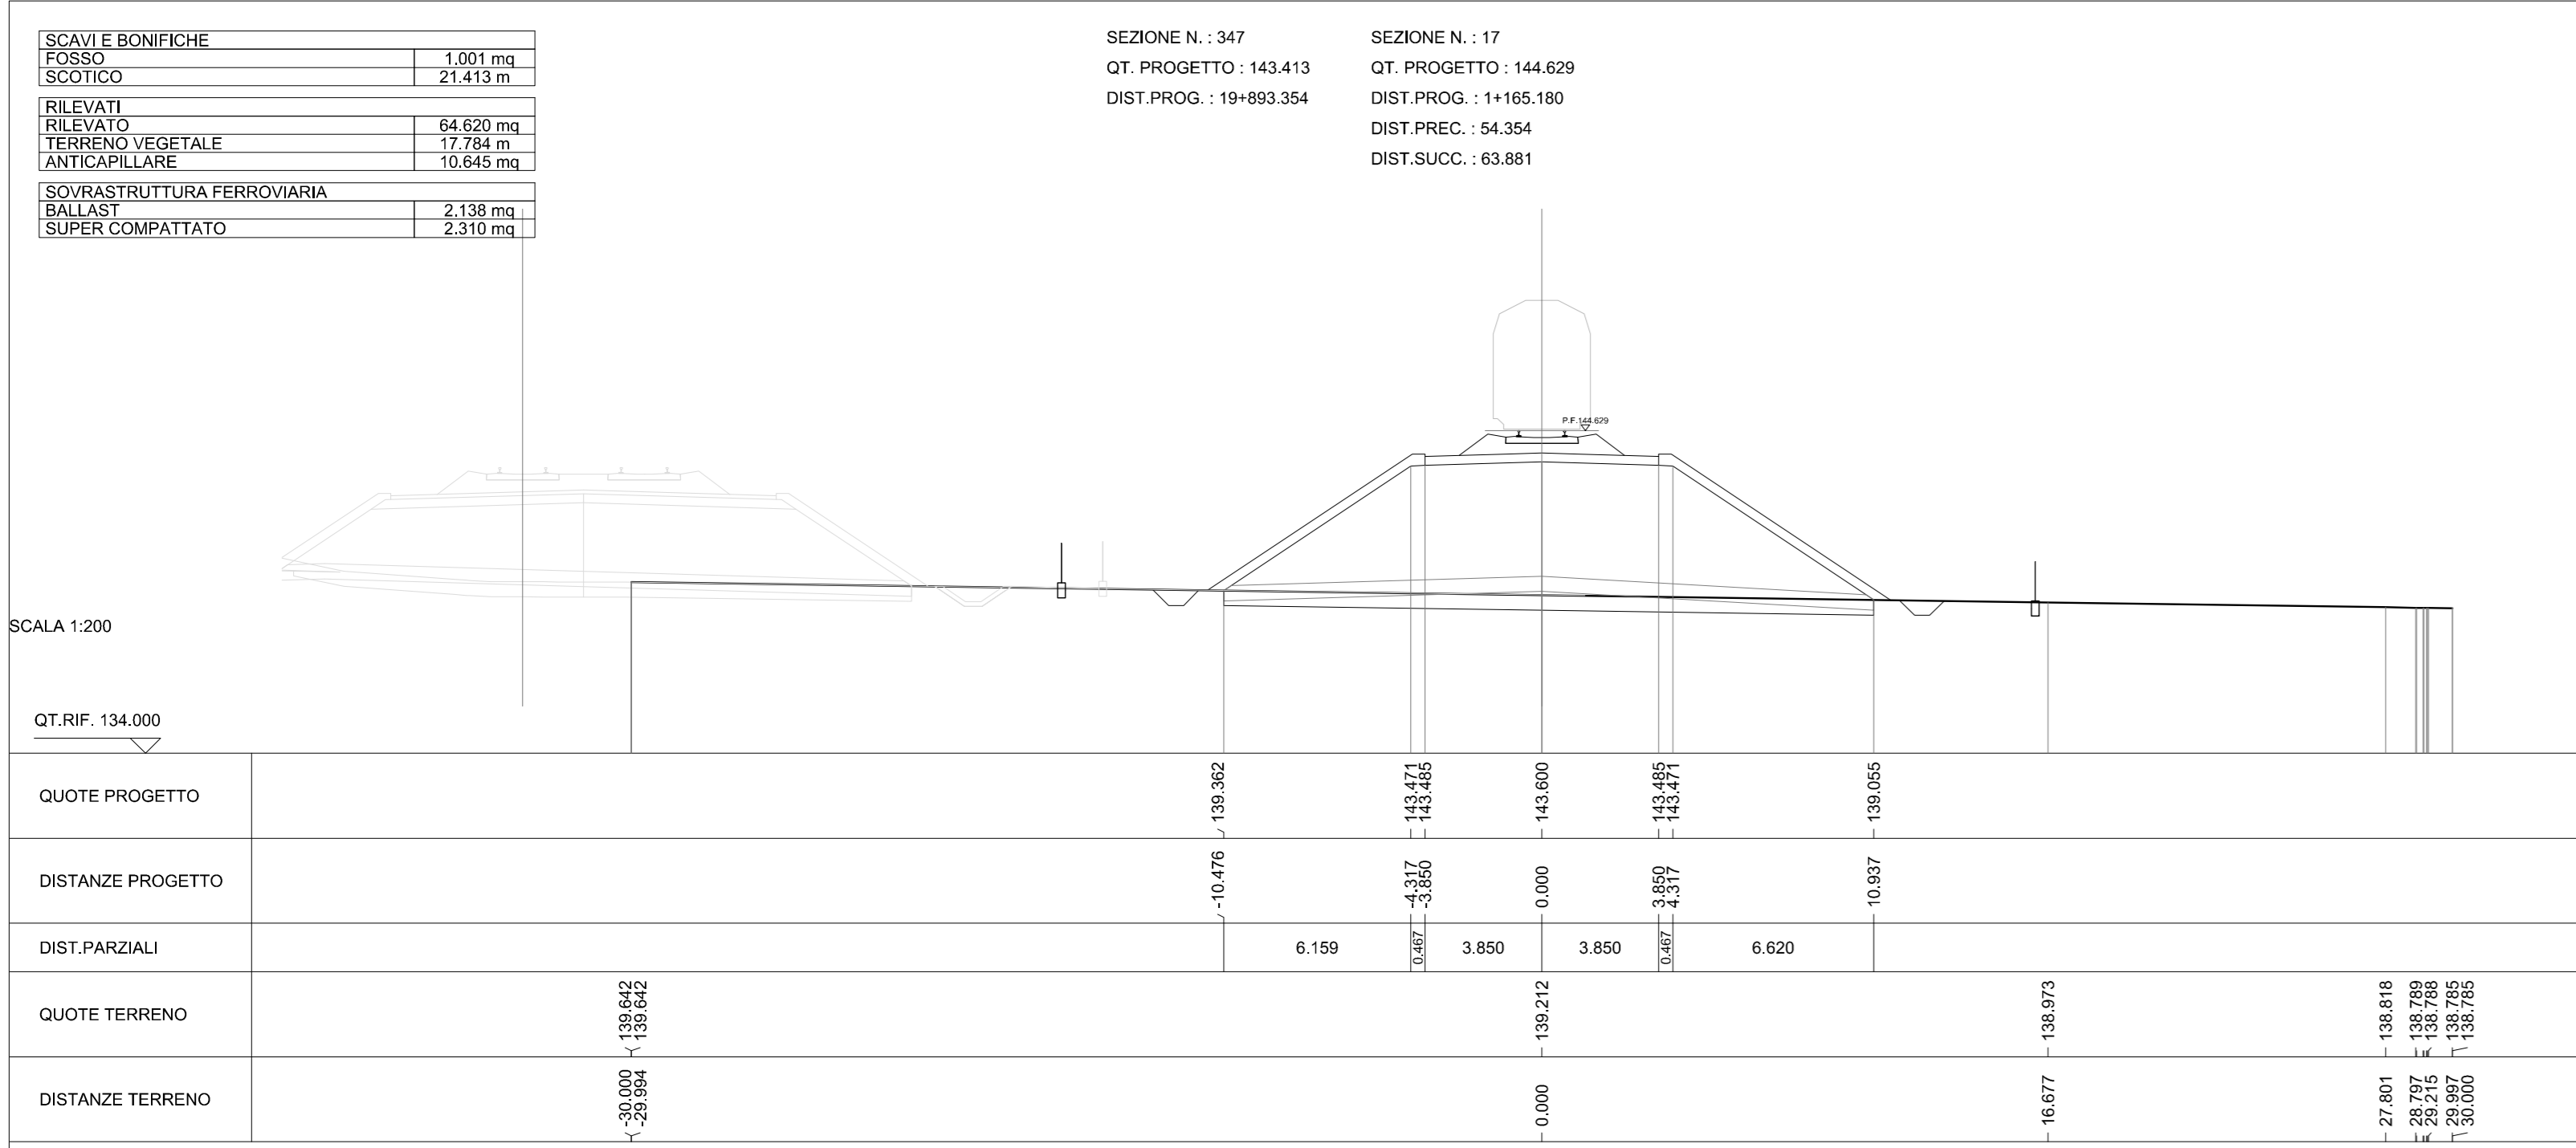 SCAVI E BONIFICHE
FOSSO 1.001 mq
SCOTICO 21.413 m
RILEVATI
RILEVATO 64.620 mq
TERRENO VEGETALE 17.784 m
ANTICAPILLARE 10.645 mq
SOVRASTRUTTURA FERROVIARIA
BALLAST 2.138 mq
SUPER COMPATTATO 2.310 mq
SEZIONE N. : 347
QT. PROGETTO : 143.413
DIST.PROG. : 19+893.354
SEZIONE N. : 17
QT. PROGETTO : 144.629
DIST.PROG. : 1+165.180
DIST.PREC. : 54.354
DIST.SUCC. : 63.881
P.F.144.629
SCALA 1:200
QT.RIF. 134.000
QUOTE PROGETTO 139.362 143.471 143.485 143.600 143.485 143.471 139.055
DISTANZE PROGETTO -10.476 -4.317 -3.850 0.000 3.850 4.317 10.937
DIST.PARZIALI 6.159 0.467 3.850 3.850 0.467 6.620
QUOTE TERRENO 139.642 139.642 139.212 138.973 138.818 138.789 138.788 138.785 138.785
DISTANZE TERRENO -30.000 -29.994 0.000 16.677 27.801 28.797 29.215 29.997 30.000